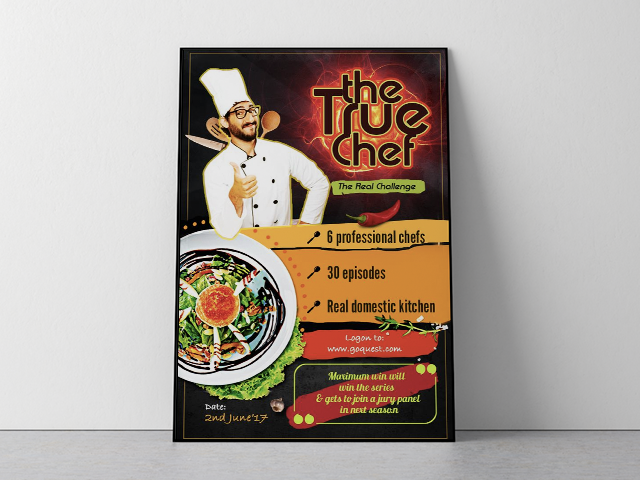 the
True
Chef
The Real Challenge
6 professional chefs
30 episodes
Real domestic kitchen
Logon to:
www.goquest.com
Maximum win will
win the series
& gets to join a jury panel
in next season
Date:
2nd June'17